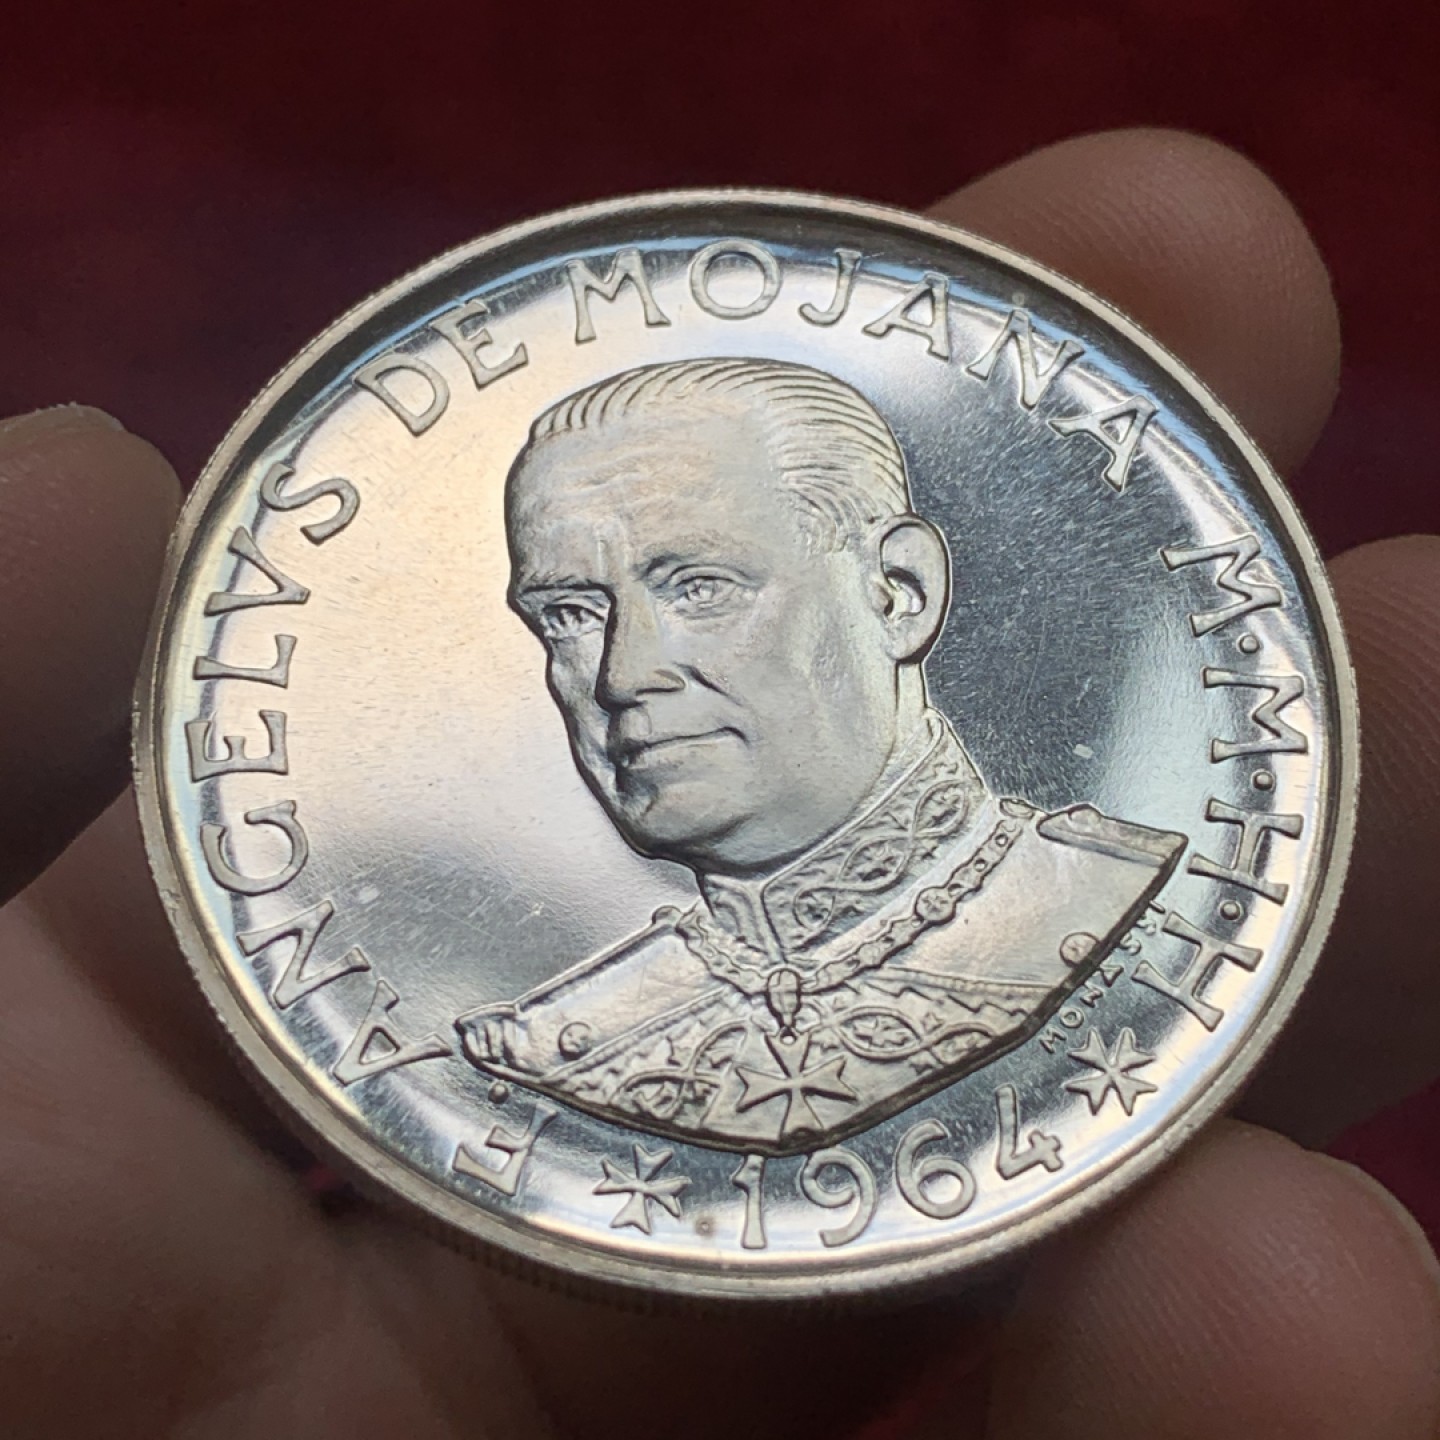 F. ANGELVS DE MOJANA M·M·H·H
1964
MONASSI